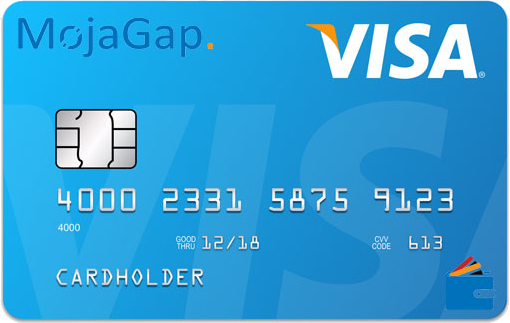 MojaGap. VISA
4000 2331 5875 9123
4000
GOOD THRU 12/18 CVV CODE 613
CARDHOLDER